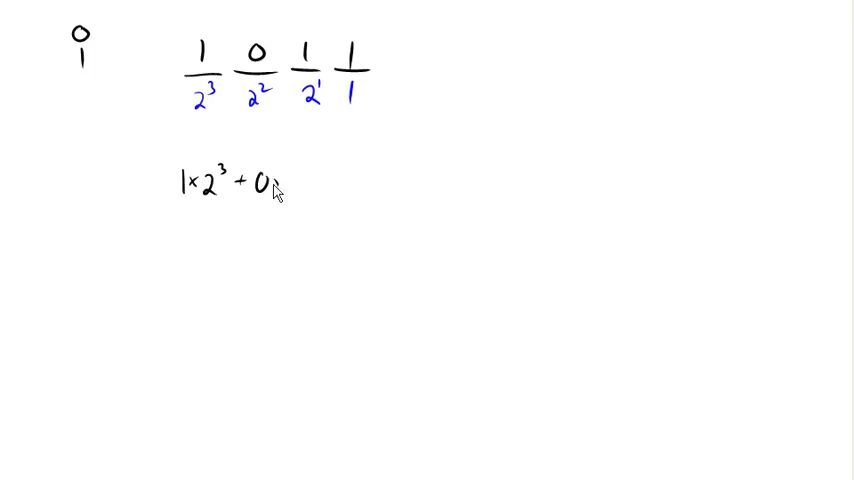 0
1
1 0 1 1
2³ 2² 2¹ 1
1×2³ + 0